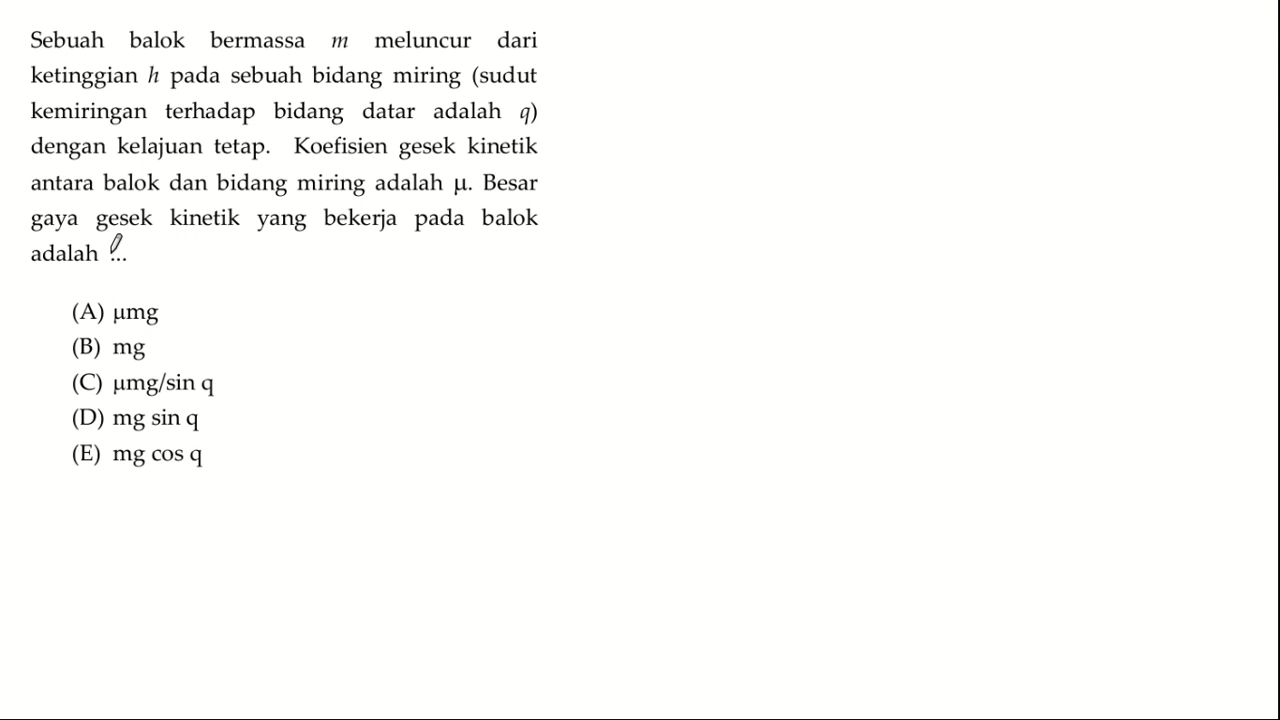 Sebuah balok bermassa m meluncur dari
ketinggian h pada sebuah bidang miring (sudut
kemiringan terhadap bidang datar adalah q)
dengan kelajuan tetap. Koefisien gesek kinetik
antara balok dan bidang miring adalah μ. Besar
gaya gesek kinetik yang bekerja pada balok
adalah ...
(A) μmg
(B) mg
(C) μmg/sin q
(D) mg sin q
(E) mg cos q